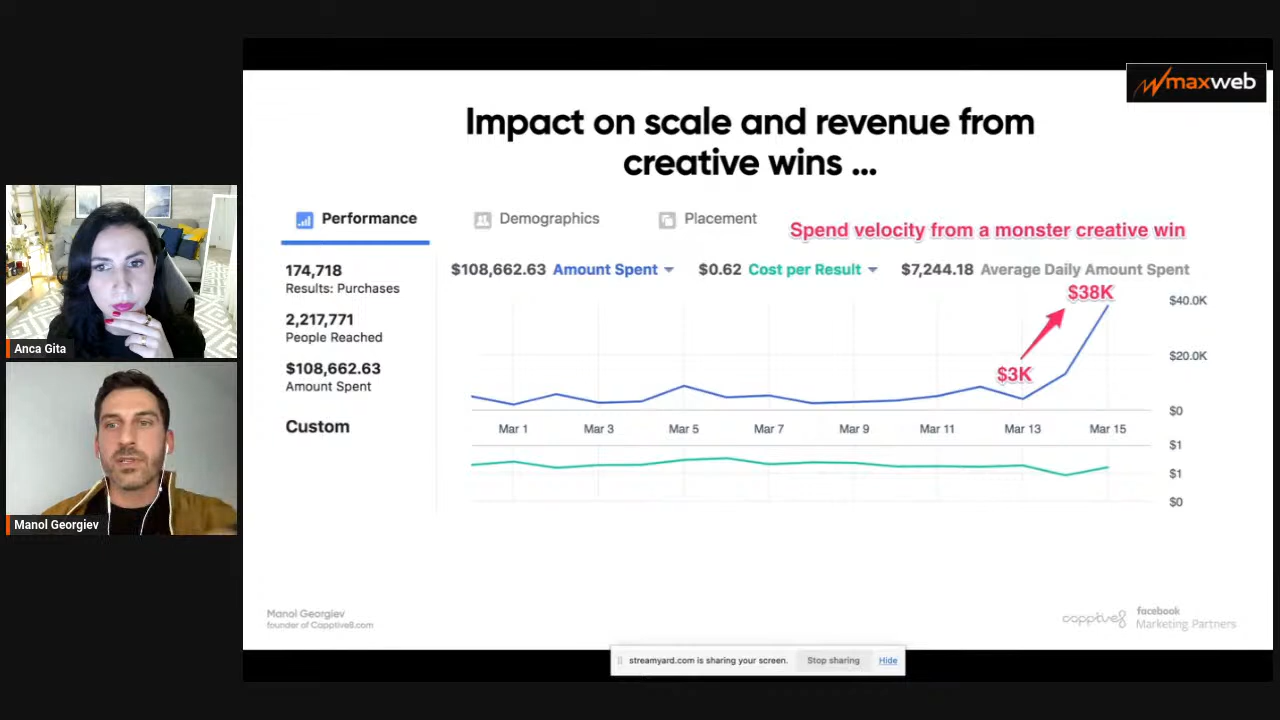 maxweb
Impact on scale and revenue from
creative wins ...
Performance
Demographics
Placement
Spend velocity from a monster creative win
174,718
Results: Purchases
2,217,771
People Reached
$108,662.63
Amount Spent
Custom
$108,662.63 Amount Spent
$0.62 Cost per Result
$7,244.18 Average Daily Amount Spent
$38K
$3K
$40.0K
$20.0K
$0
Mar 1 Mar 3 Mar 5 Mar 7 Mar 9 Mar 11 Mar 13 Mar 15
$1
$1
$0
Anca Gita
Manol Georgiev
Manol Georgiev
founder of Capptive8.com
capptive8
facebook
Marketing Partners
streamyard.com is sharing your screen.
Stop sharing
Hide